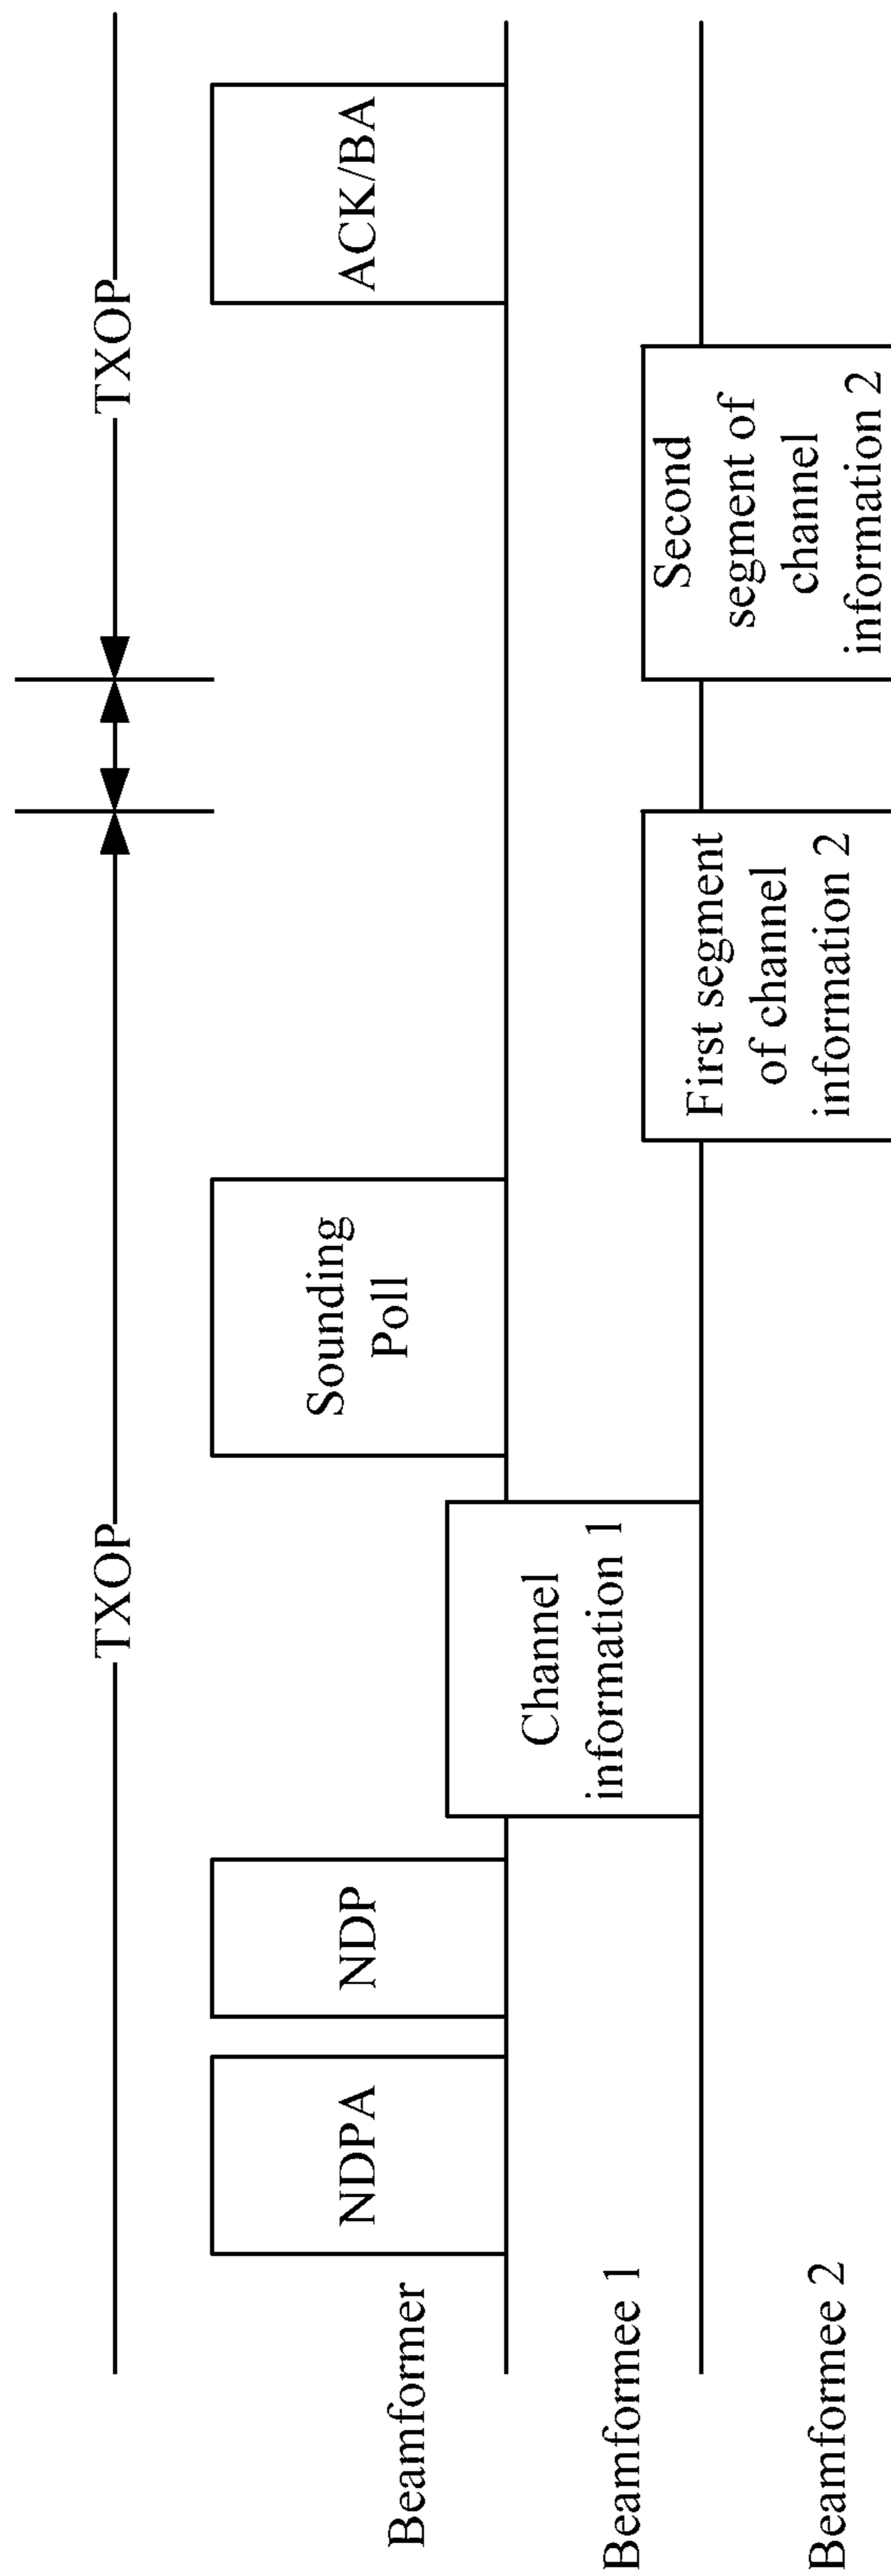 TXOP
TXOP
Beamformer
NDPA
NDP
Sounding
Poll
ACK/BA
Beamformee 1
Channel
information 1
Beamformee 2
First segment
of channel
information 2
Second
segment of
channel
information 2